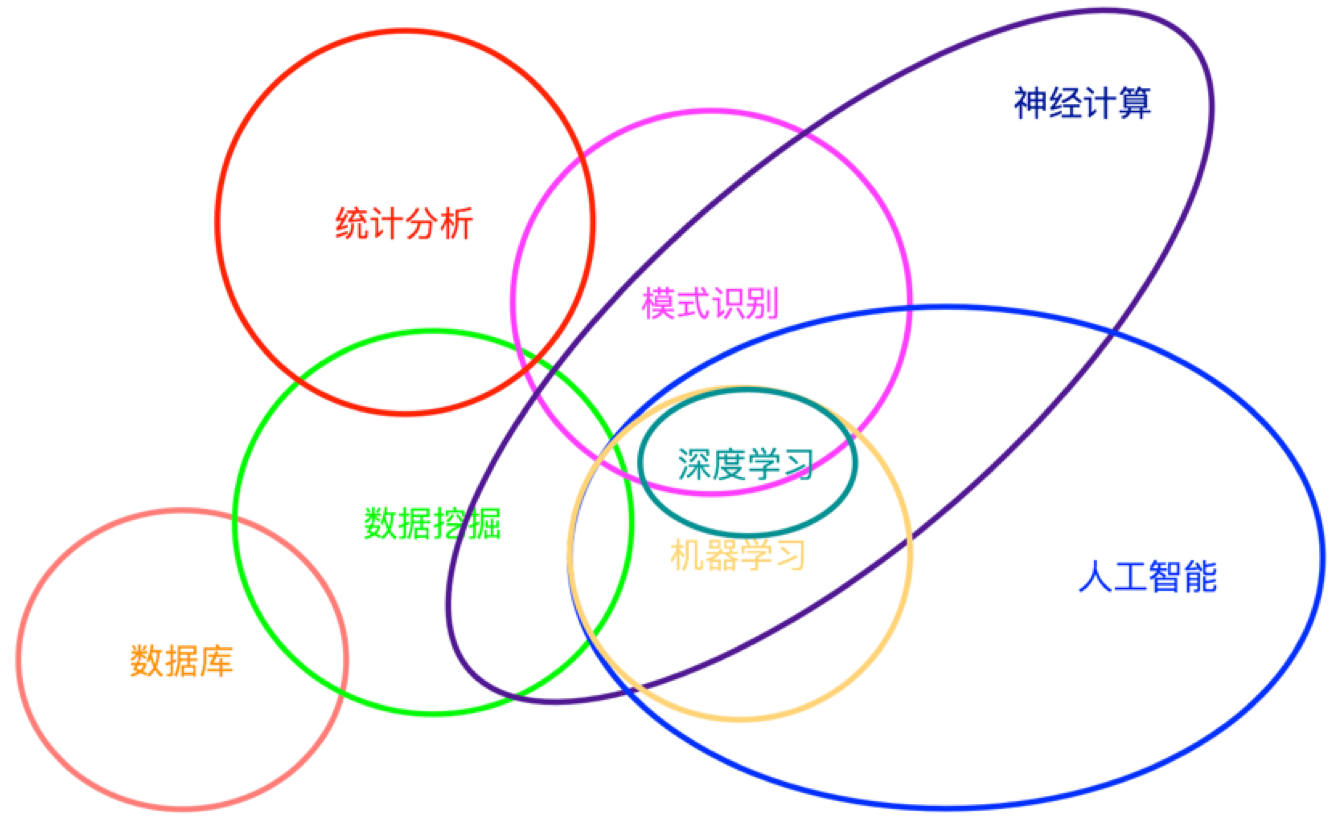 神经计算
统计分析
模式识别
深度学习
数据挖掘
机器学习
人工智能
数据库